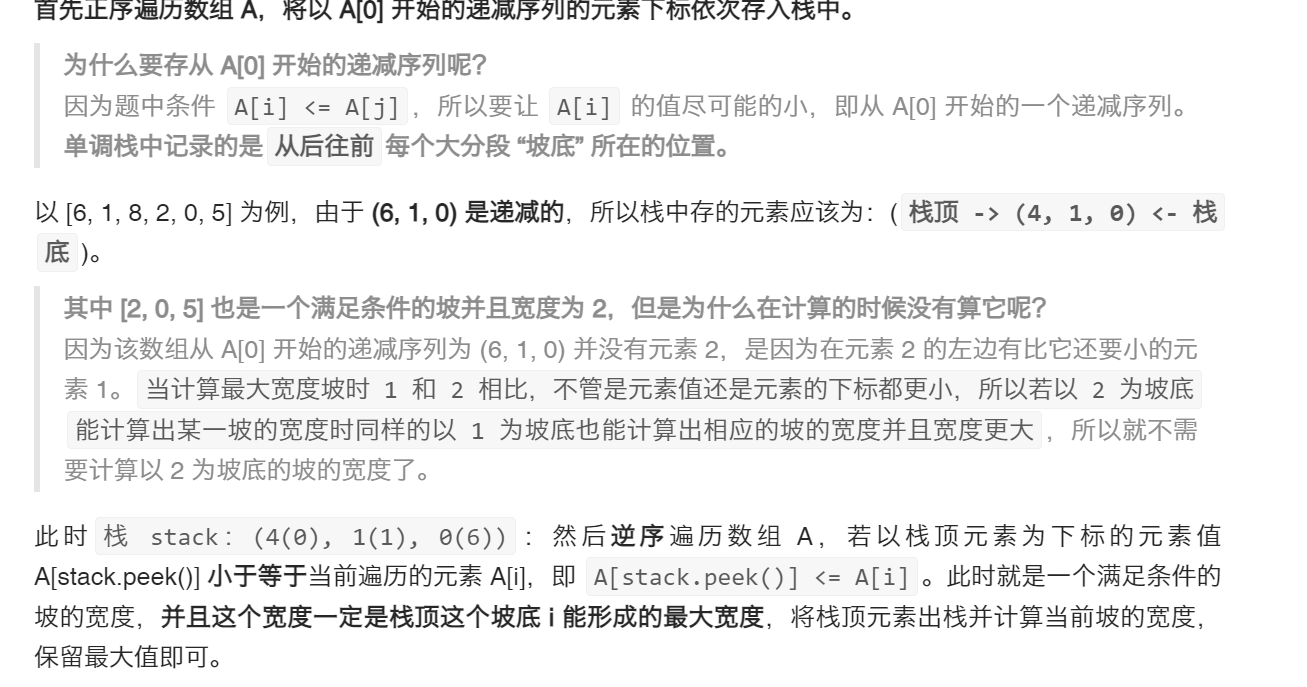 首先正序遍历数组 A，将以 A[0] 开始的递减序列的元素下标依次存入栈中。
为什么要存从 A[0] 开始的递减序列呢？
因为题中条件 A[i] <= A[j] ，所以要让 A[i] 的值尽可能的小，即从 A[0] 开始的一个递减序列。
单调栈中记录的是 从后往前 每个大分段 “坡底” 所在的位置。
以 [6, 1, 8, 2, 0, 5] 为例，由于 (6, 1, 0) 是递减的，所以栈中存的元素应该为：( 栈顶 -> (4, 1, 0) <- 栈
底 )。
其中 [2, 0, 5] 也是一个满足条件的坡并且宽度为 2，但是为什么在计算的时候没有算它呢？
因为该数组从 A[0] 开始的递减序列为 (6, 1, 0) 并没有元素 2，是因为在元素 2 的左边有比它还要小的元
素 1。 当计算最大宽度坡时 1 和 2 相比，不管是元素值还是元素的下标都更小，所以若以 2 为坡底
能计算出某一坡的宽度时同样的以 1 为坡底也能计算出相应的坡的宽度并且宽度更大 ，所以就不需
要计算以 2 为坡底的坡的宽度了。
此时 栈 stack：(4(0), 1(1), 0(6)) ：然后逆序遍历数组 A，若以栈顶元素为下标的元素值
A[stack.peek()] 小于等于当前遍历的元素 A[i]，即 A[stack.peek()] <= A[i] 。此时就是一个满足条件的
坡的宽度，并且这个宽度一定是栈顶这个坡底 i 能形成的最大宽度，将栈顶元素出栈并计算当前坡的宽度，
保留最大值即可。